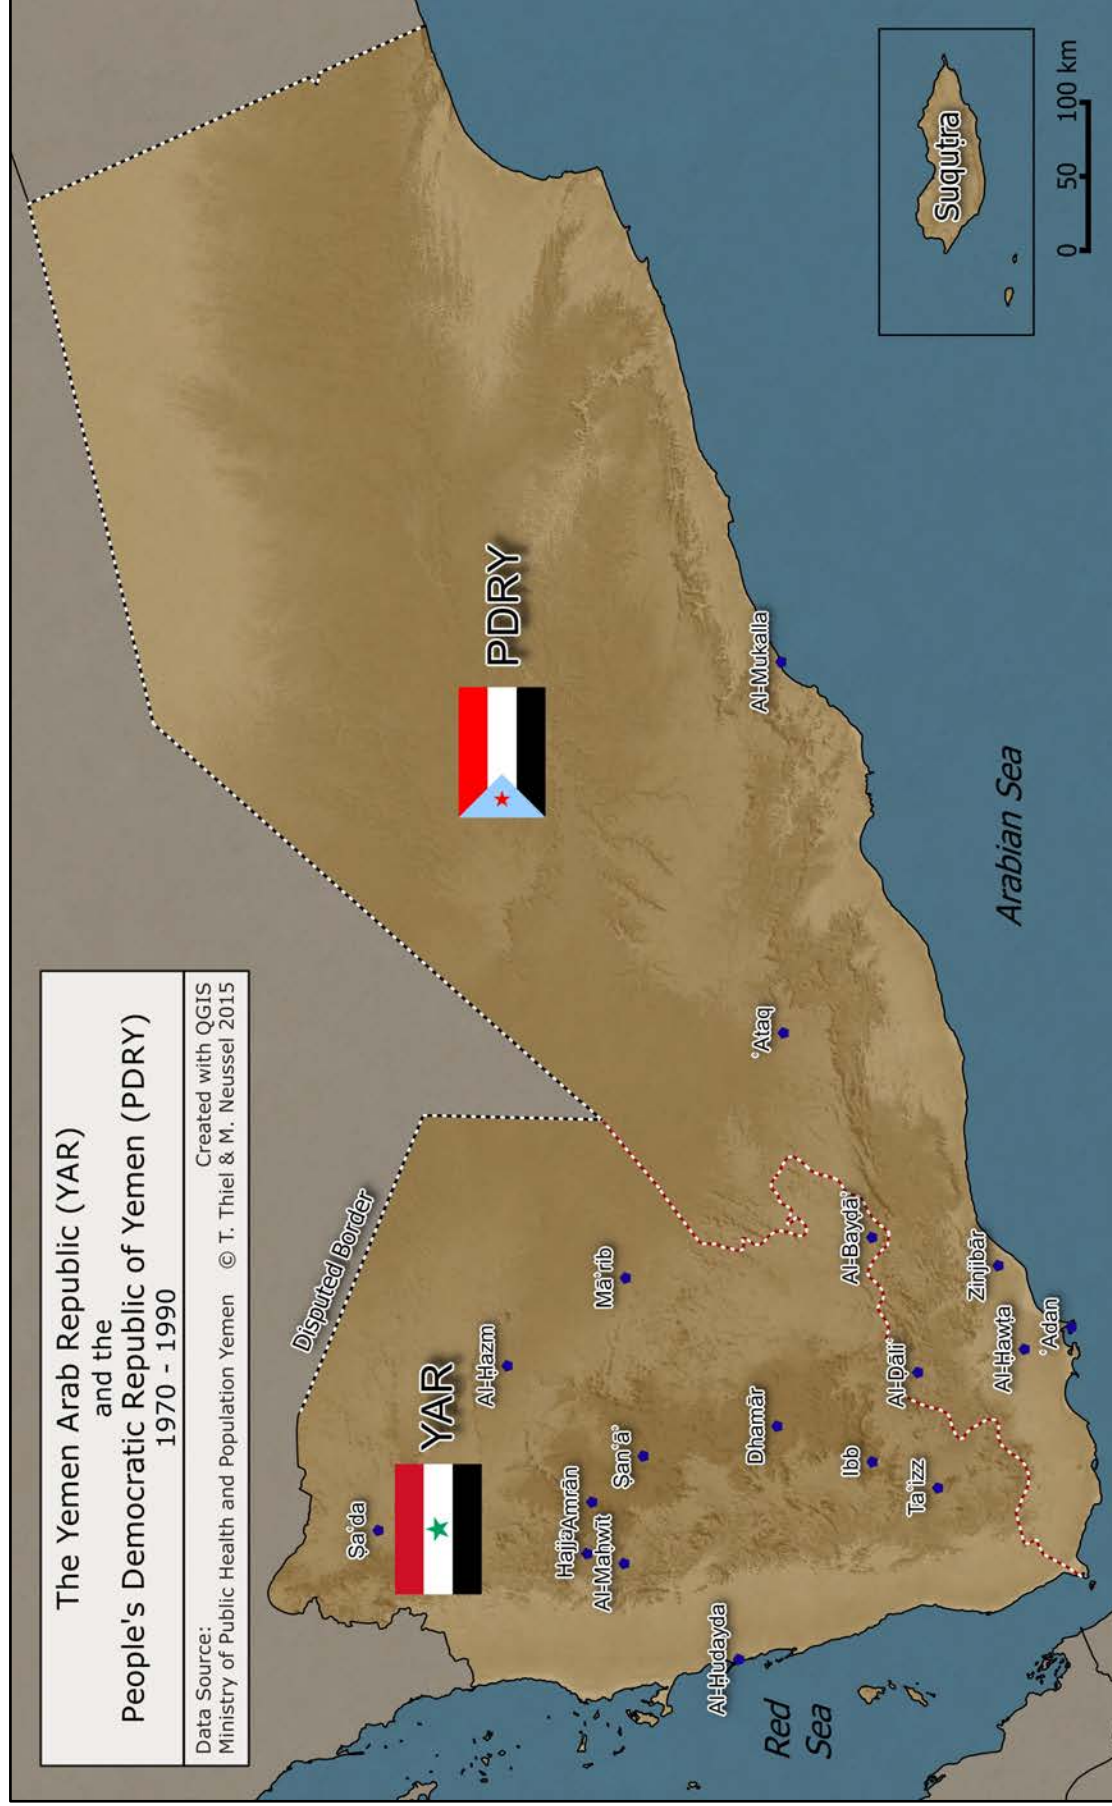 The Yemen Arab Republic (YAR)
and the
People's Democratic Republic of Yemen (PDRY)
1970 - 1990
Data Source:
Created with QGIS
Ministry of Public Health and Population Yemen
© T. Thiel & M. Neussel 2015
Disputed Border
Ṣaʿda
YAR
Al-Ḥazm
PDRY
Ḥajja
ʿAmrān
Al-Maḥwīt
Ṣanʿāʾ
Māʾrib
Al-Ḥudayda
Dhamār
ʿAtaq
Al-Mukalla
Ibb
Al-Bayḍāʾ
Taʿizz
Al-Ḍāliʿ
Zinjibār
Al-Ḥawṭa
ʿAdan
Red
Sea
Arabian Sea
Suquṭra
0 50 100 km